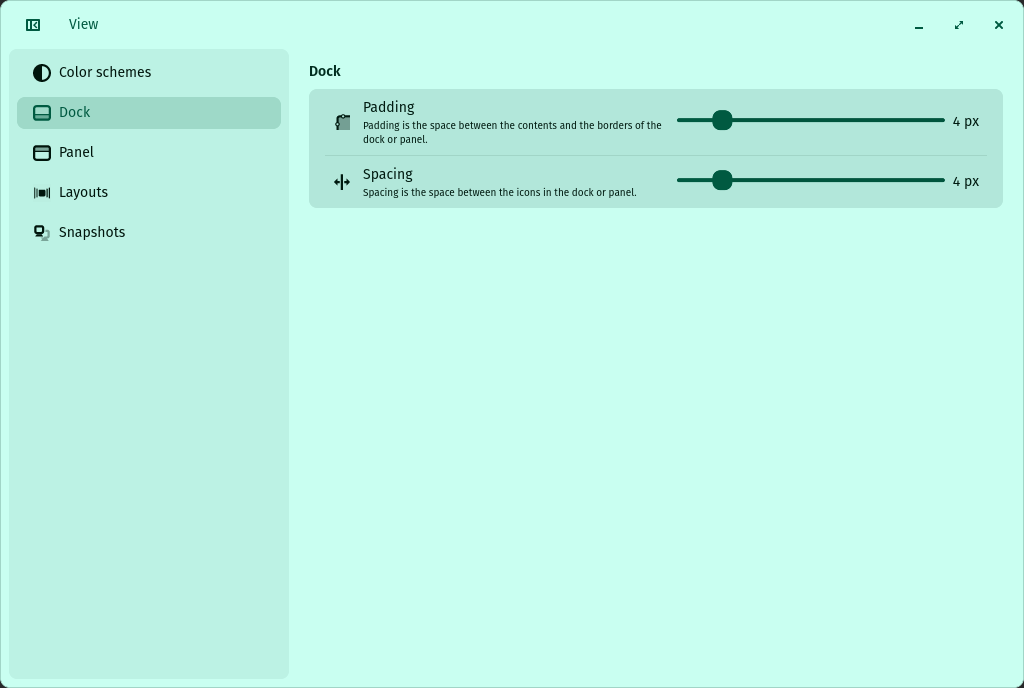 View
Color schemes
Dock
Panel
Layouts
Snapshots
Dock
Padding
Padding is the space between the contents and the borders of the
dock or panel.
4 px
Spacing
Spacing is the space between the icons in the dock or panel.
4 px